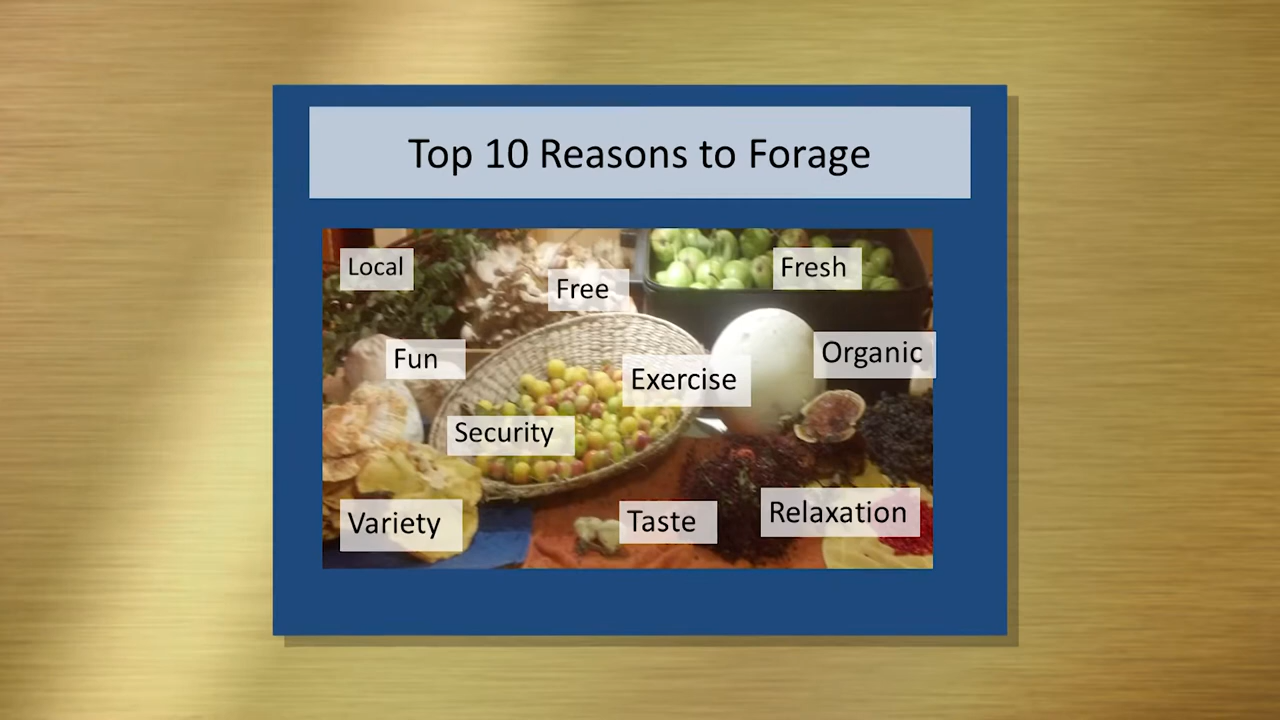 Top 10 Reasons to Forage
Local
Free
Fresh
Fun
Exercise
Organic
Security
Variety
Taste
Relaxation